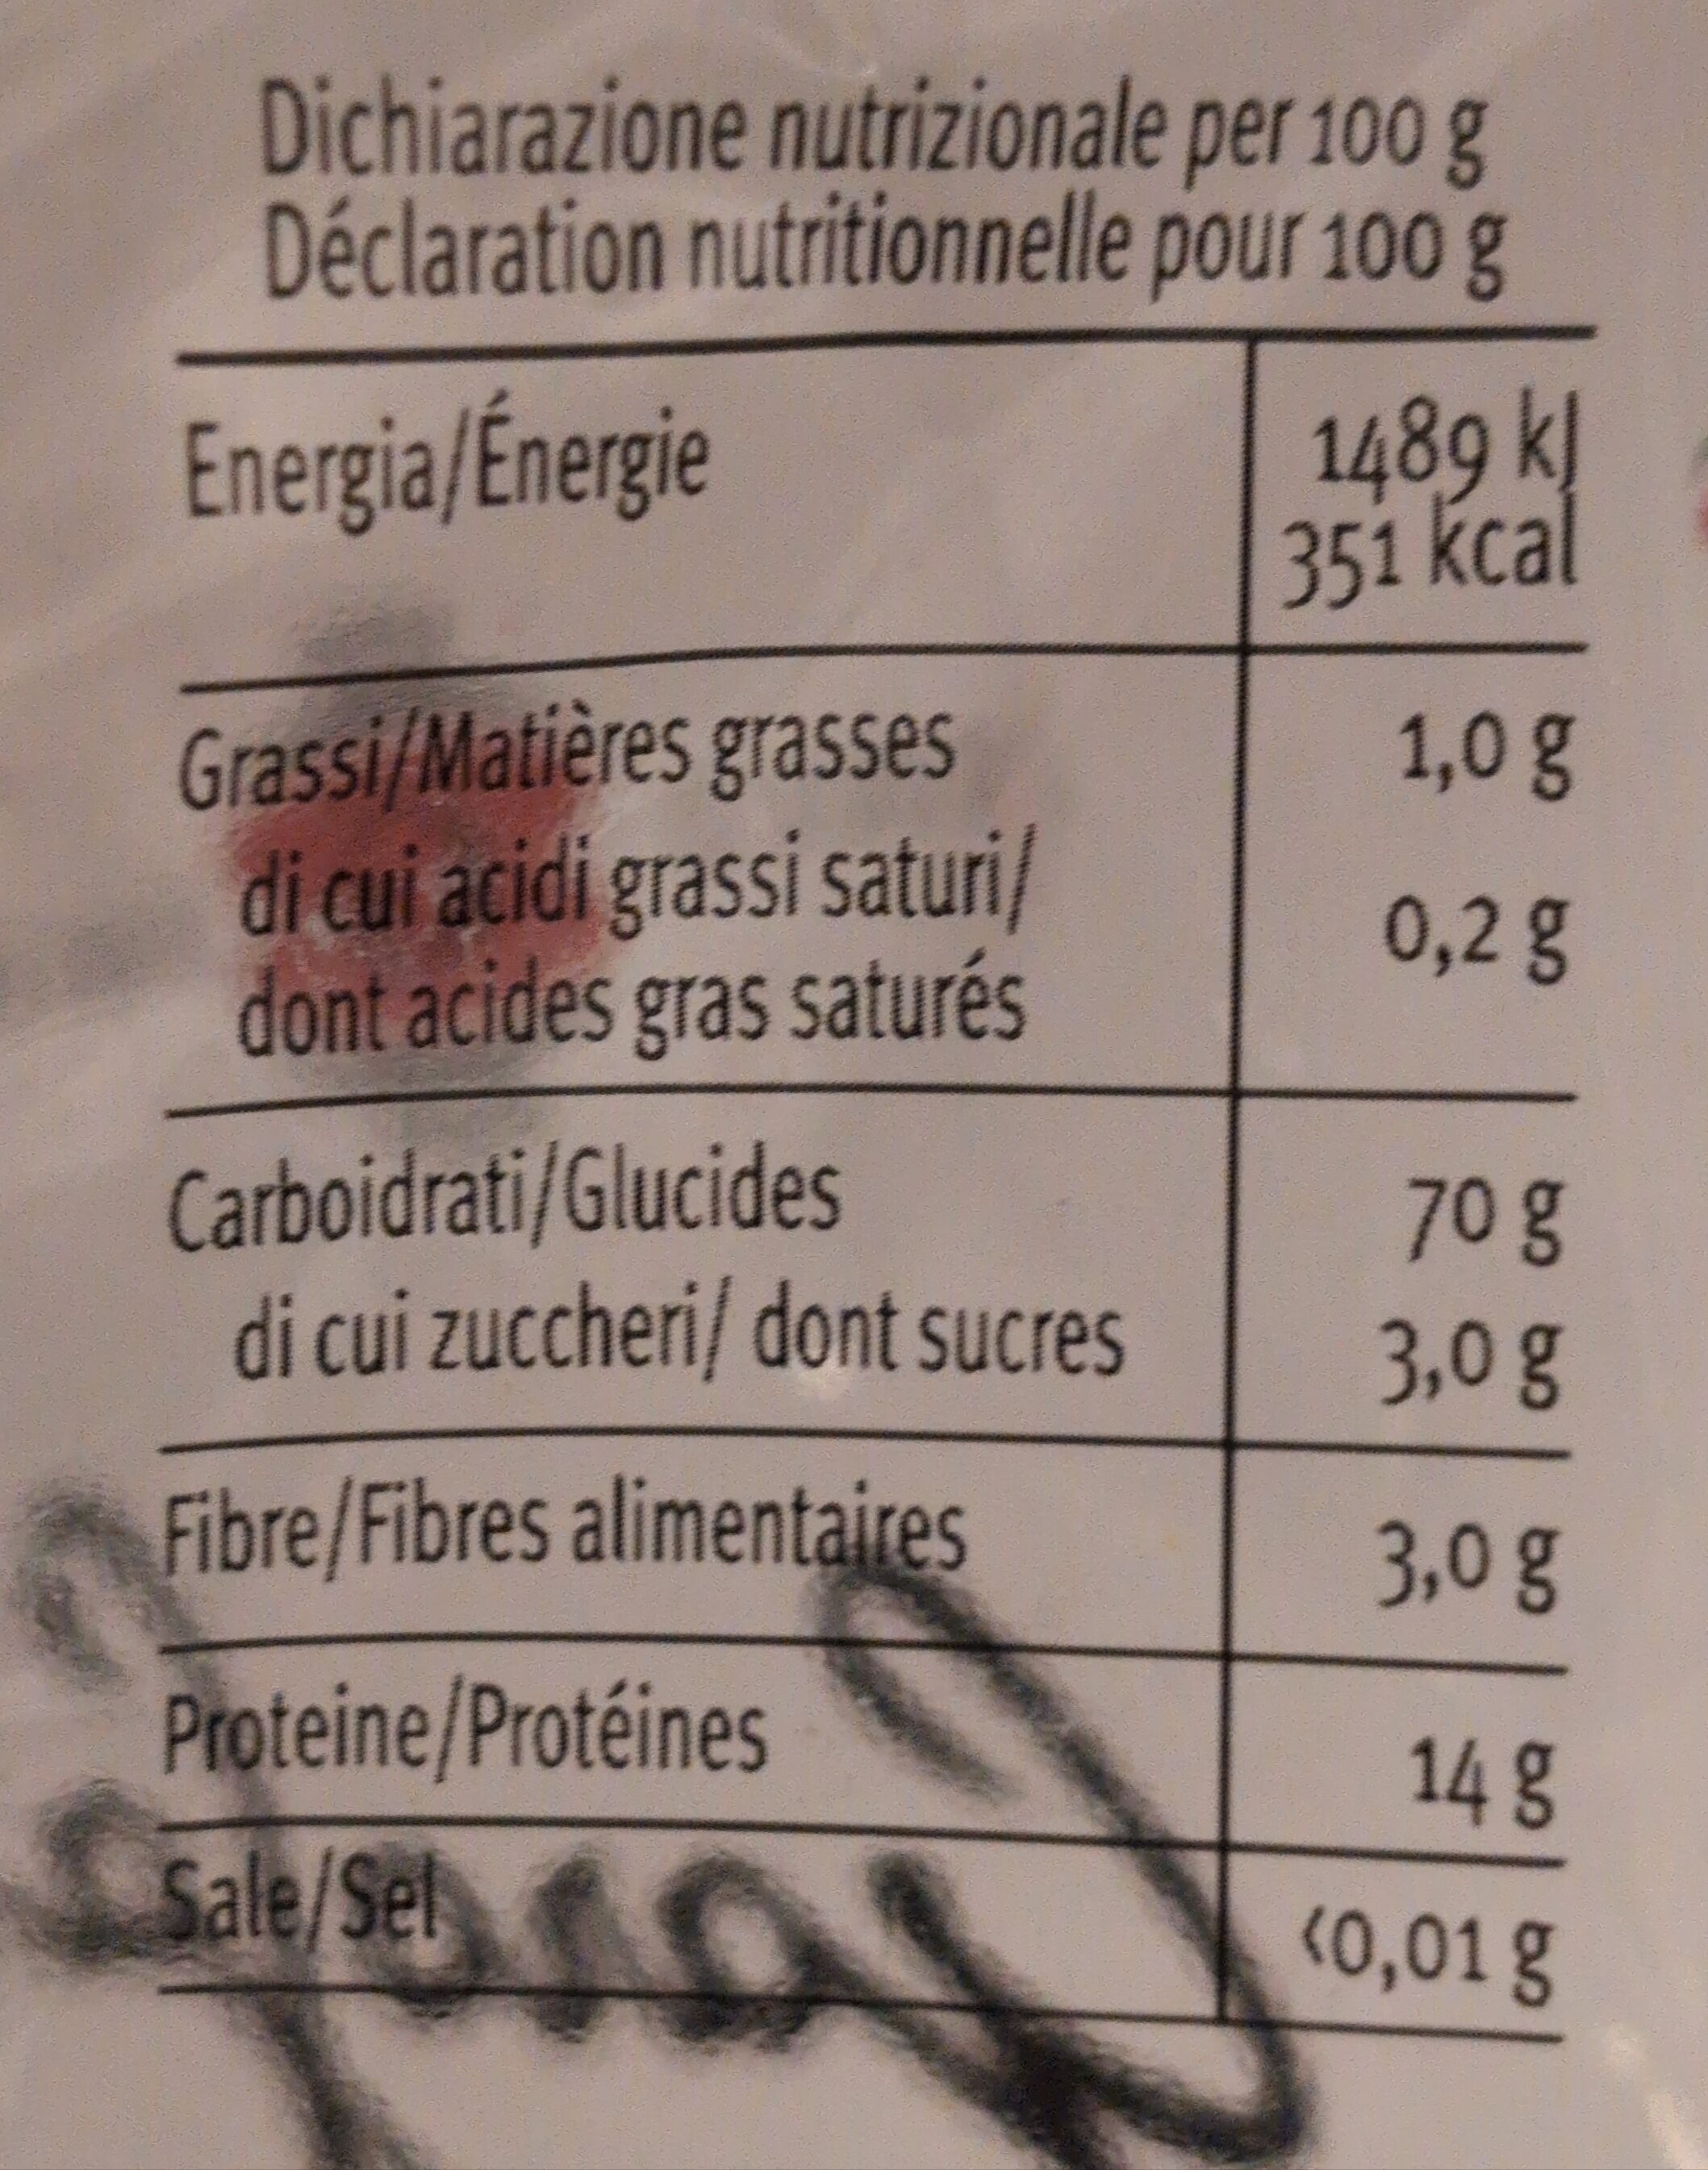 Dichiarazione nutrizionale per 100 g
Déclaration nutritionnelle pour 100 g
Energia/Énergie 1489 kJ
351 kcal
Grassi/Matières grasses 1,0 g
di cui acidi grassi saturi/ 0,2 g
dont acides gras saturés
Carboidrati/Glucides 70 g
di cui zuccheri/ dont sucres 3,0 g
Fibre/Fibres alimentaires 3,0 g
Proteine/Protéines 14 g
Sale/Sel <0,01 g